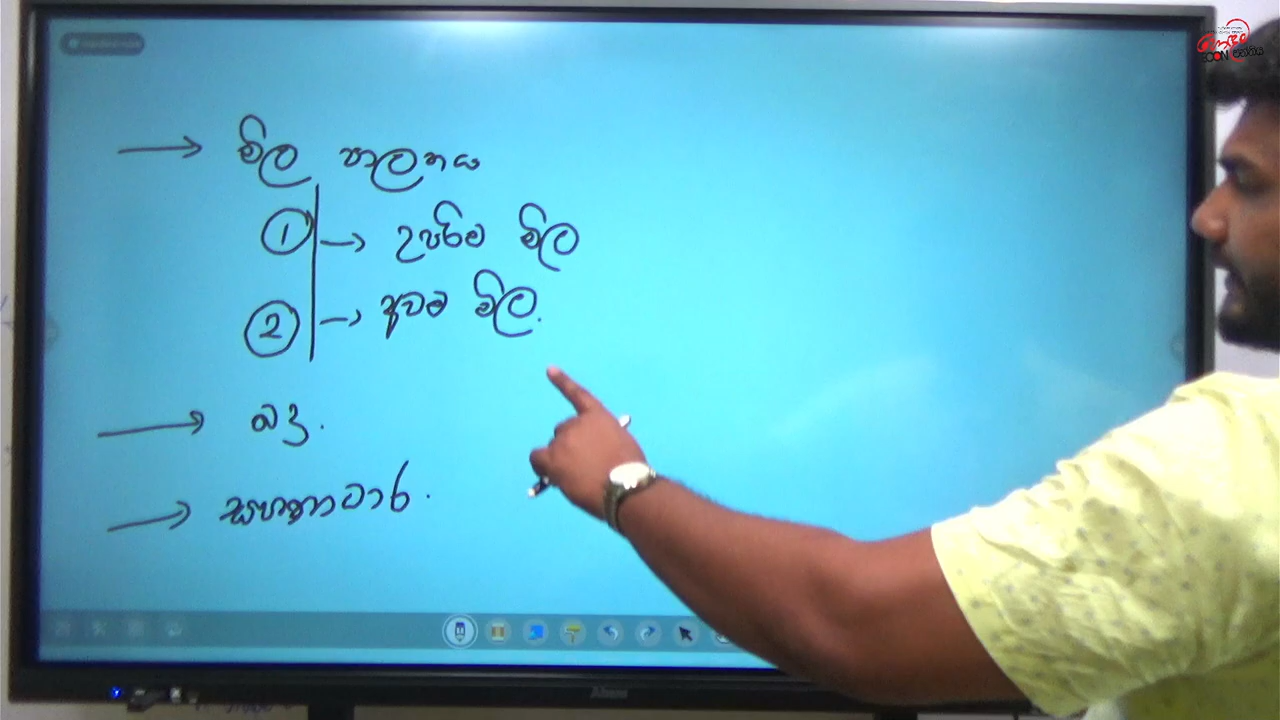 → මිල පාලනය
① → උපරිම මිල
② → අවම මිල.
→ බදු.
→ සහනාධාර.